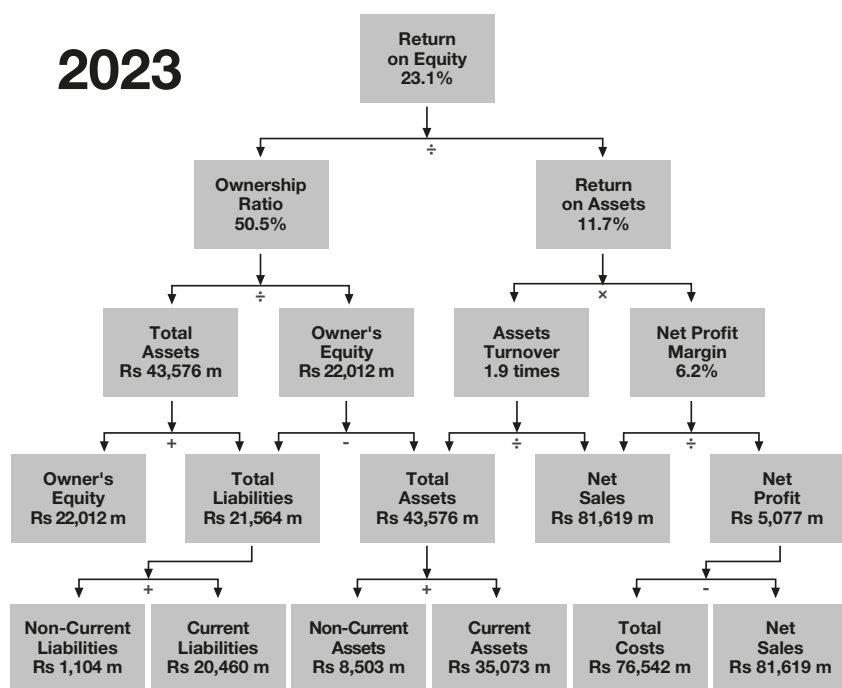 2023
Return
on Equity
23.1%
÷
Ownership
Ratio
50.5%
Return
on Assets
11.7%
÷
×
Total
Assets
Rs 43,576 m
Owner's
Equity
Rs 22,012 m
Assets
Turnover
1.9 times
Net Profit
Margin
6.2%
+
-
÷
÷
Owner's
Equity
Rs 22,012 m
Total
Liabilities
Rs 21,564 m
Total
Assets
Rs 43,576 m
Net
Sales
Rs 81,619 m
Net
Profit
Rs 5,077 m
+
+
-
Non-Current
Liabilities
Rs 1,104 m
Current
Liabilities
Rs 20,460 m
Non-Current
Assets
Rs 8,503 m
Current
Assets
Rs 35,073 m
Total
Costs
Rs 76,542 m
Net
Sales
Rs 81,619 m